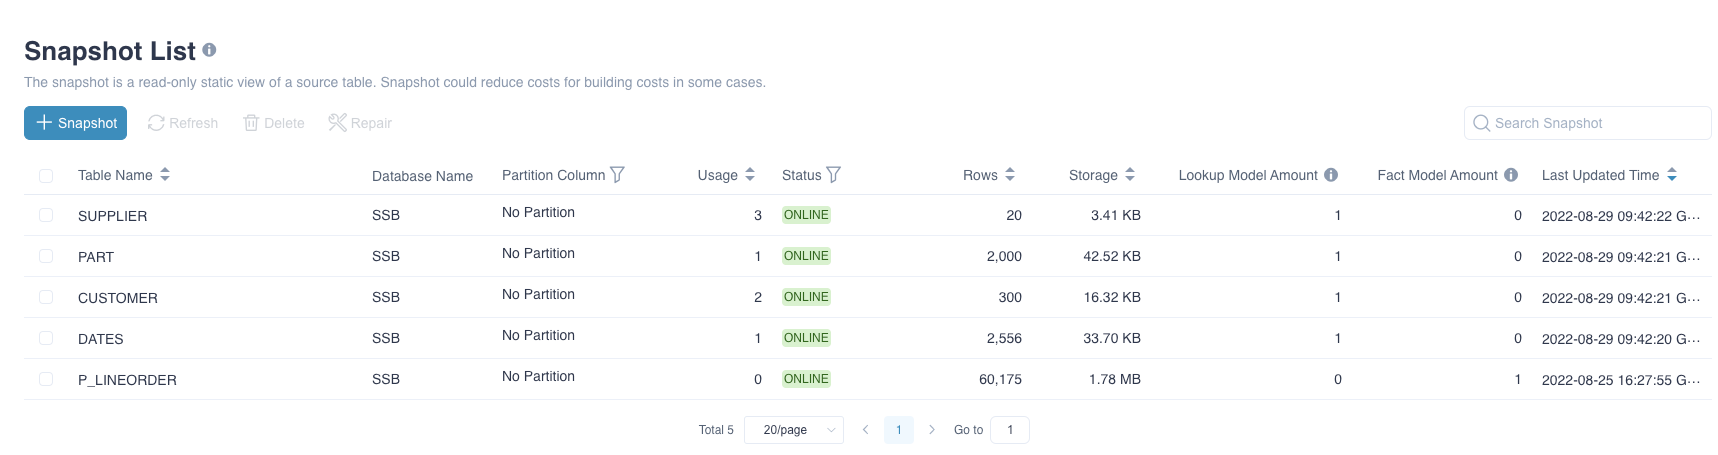 Snapshot List
The snapshot is a read-only static view of a source table. Snapshot could reduce costs for building costs in some cases.
Snapshot Refresh Delete Repair Search Snapshot
Table Name Database Name Partition Column Usage Status Rows Storage Lookup Model Amount Fact Model Amount Last Updated Time
SUPPLIER SSB No Partition 3 ONLINE 20 3.41 KB 1 0 2022-08-29 09:42:22 G...
PART SSB No Partition 1 ONLINE 2,000 42.52 KB 1 0 2022-08-29 09:42:21 G...
CUSTOMER SSB No Partition 2 ONLINE 300 16.32 KB 1 0 2022-08-29 09:42:21 G...
DATES SSB No Partition 1 ONLINE 2,556 33.70 KB 1 0 2022-08-29 09:42:20 G...
P_LINEORDER SSB No Partition 0 ONLINE 60,175 1.78 MB 0 1 2022-08-25 16:27:55 G...
Total 5 20/page 1 Go to 1